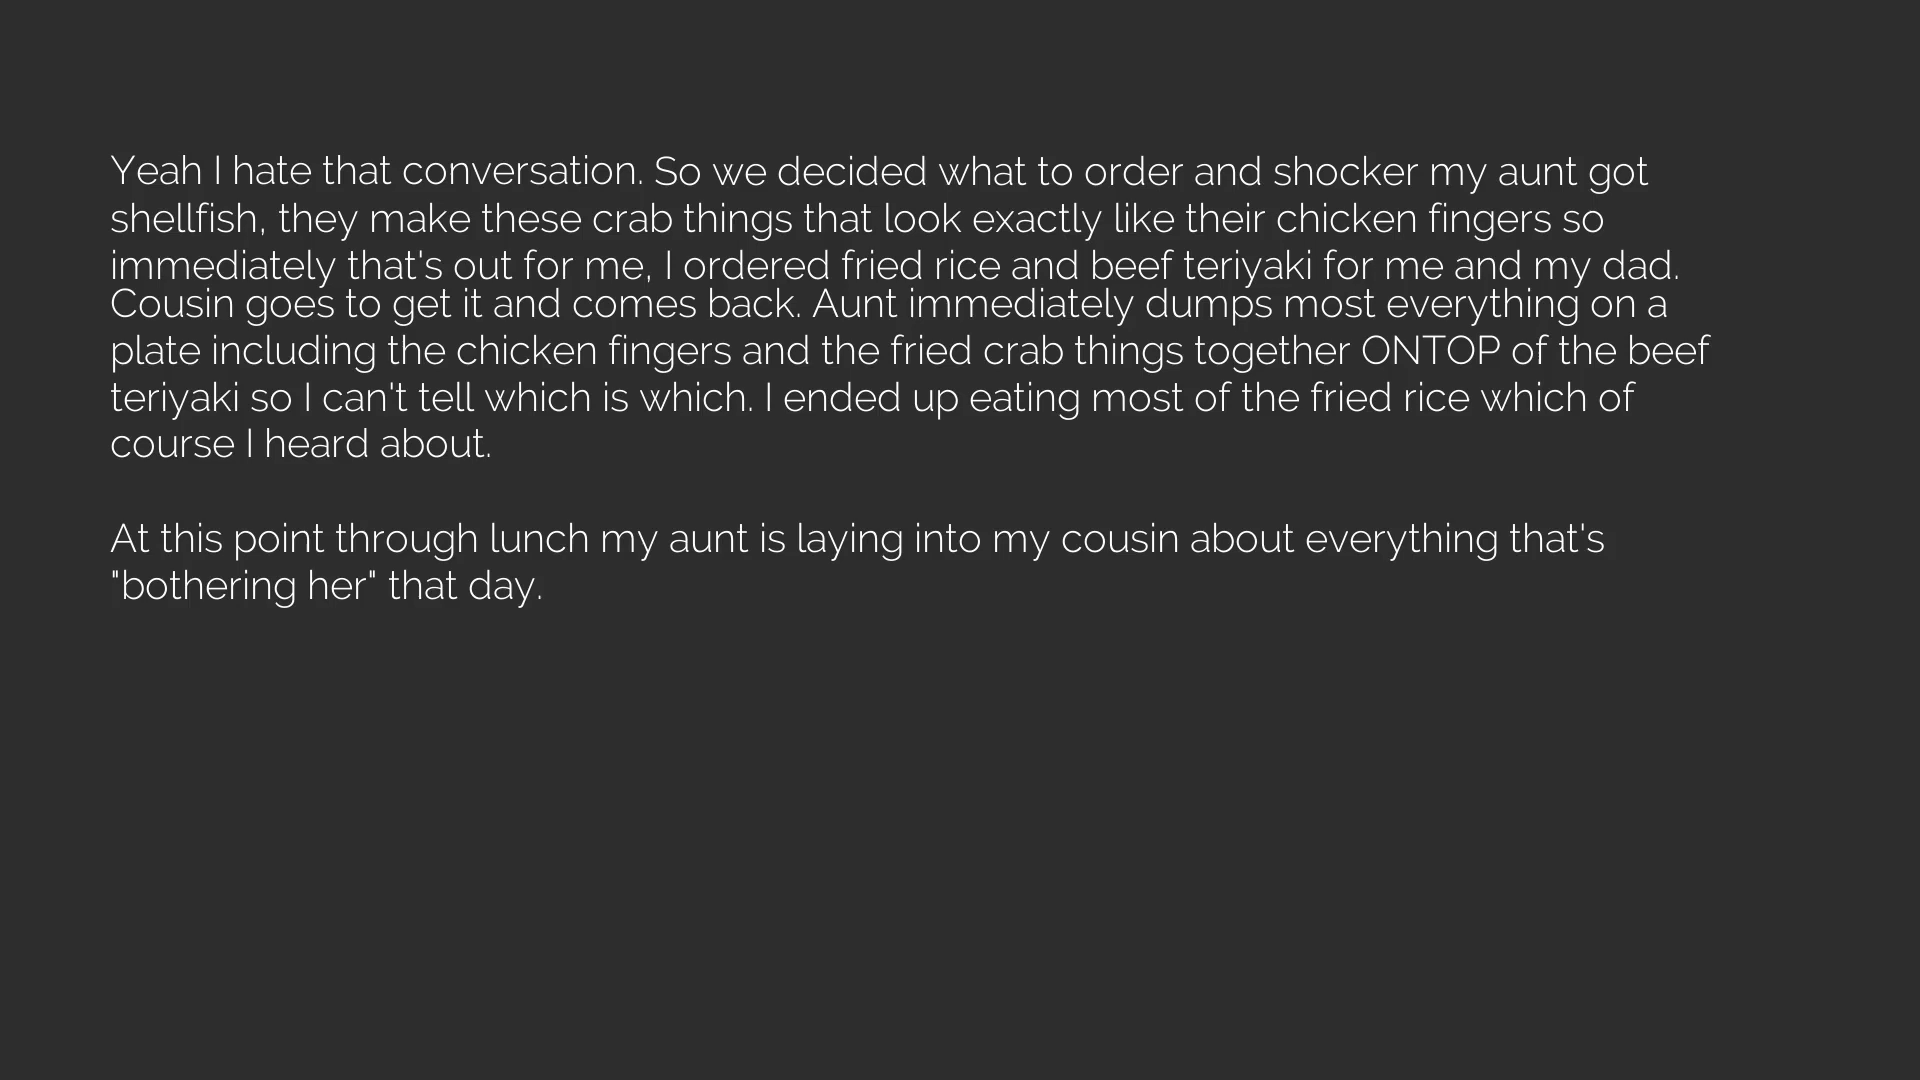 Yeah I hate that conversation. So we decided what to order and shocker my aunt got
shellfish, they make these crab things that look exactly like their chicken fingers so
immediately that's out for me, I ordered fried rice and beef teriyaki for me and my dad.
Cousin goes to get it and comes back. Aunt immediately dumps most everything on a
plate including the chicken fingers and the fried crab things together ONTOP of the beef
teriyaki so I can't tell which is which. I ended up eating most of the fried rice which of
course I heard about.
At this point through lunch my aunt is laying into my cousin about everything that's
"bothering her" that day.